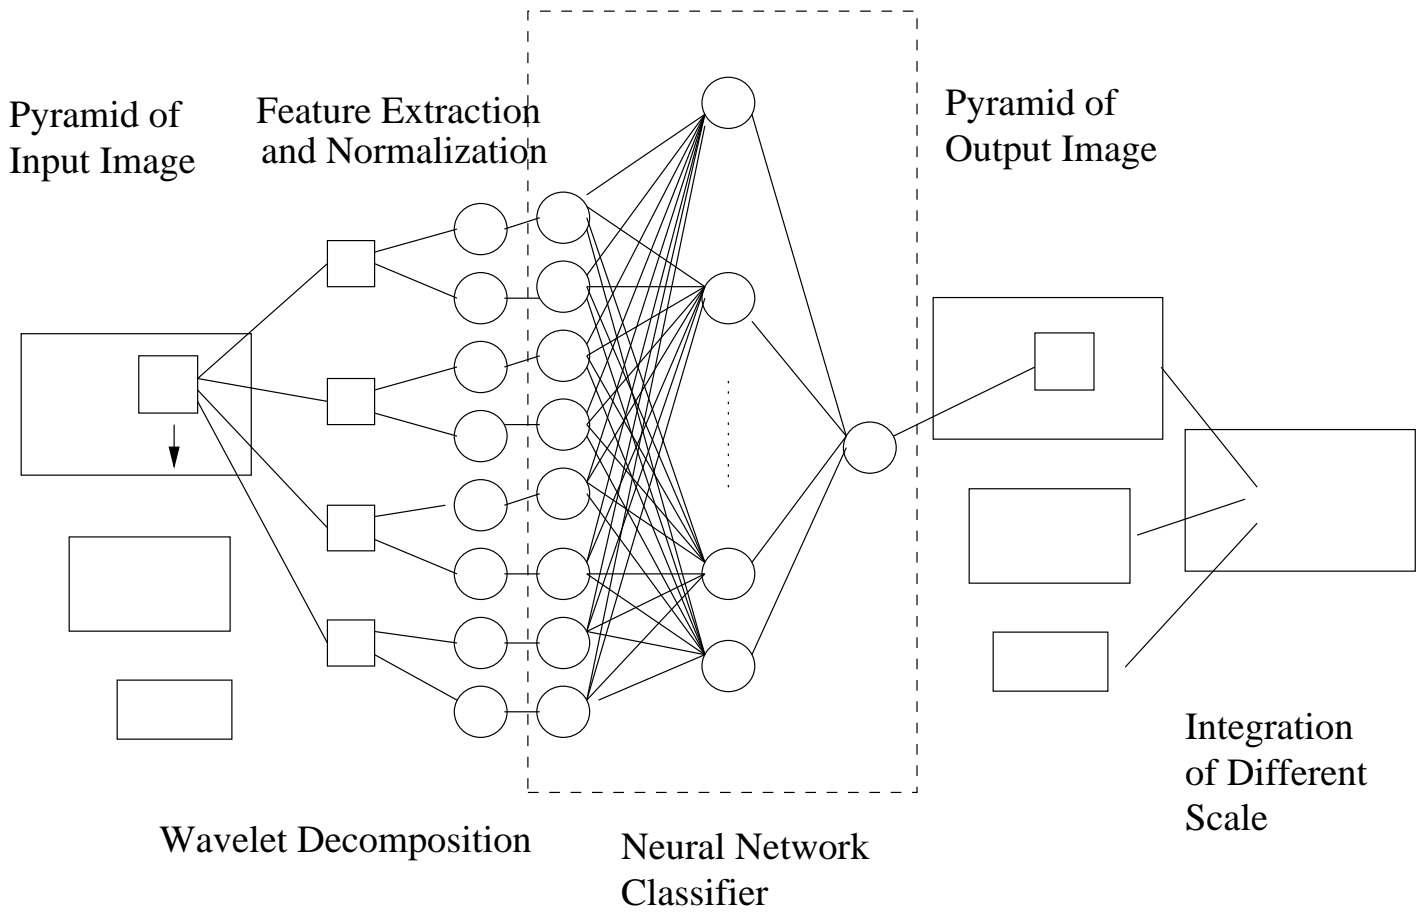 Pyramid of
Input Image
Feature Extraction
and Normalization
Pyramid of
Output Image
Wavelet Decomposition
Neural Network
Classifier
Integration
of Different
Scale